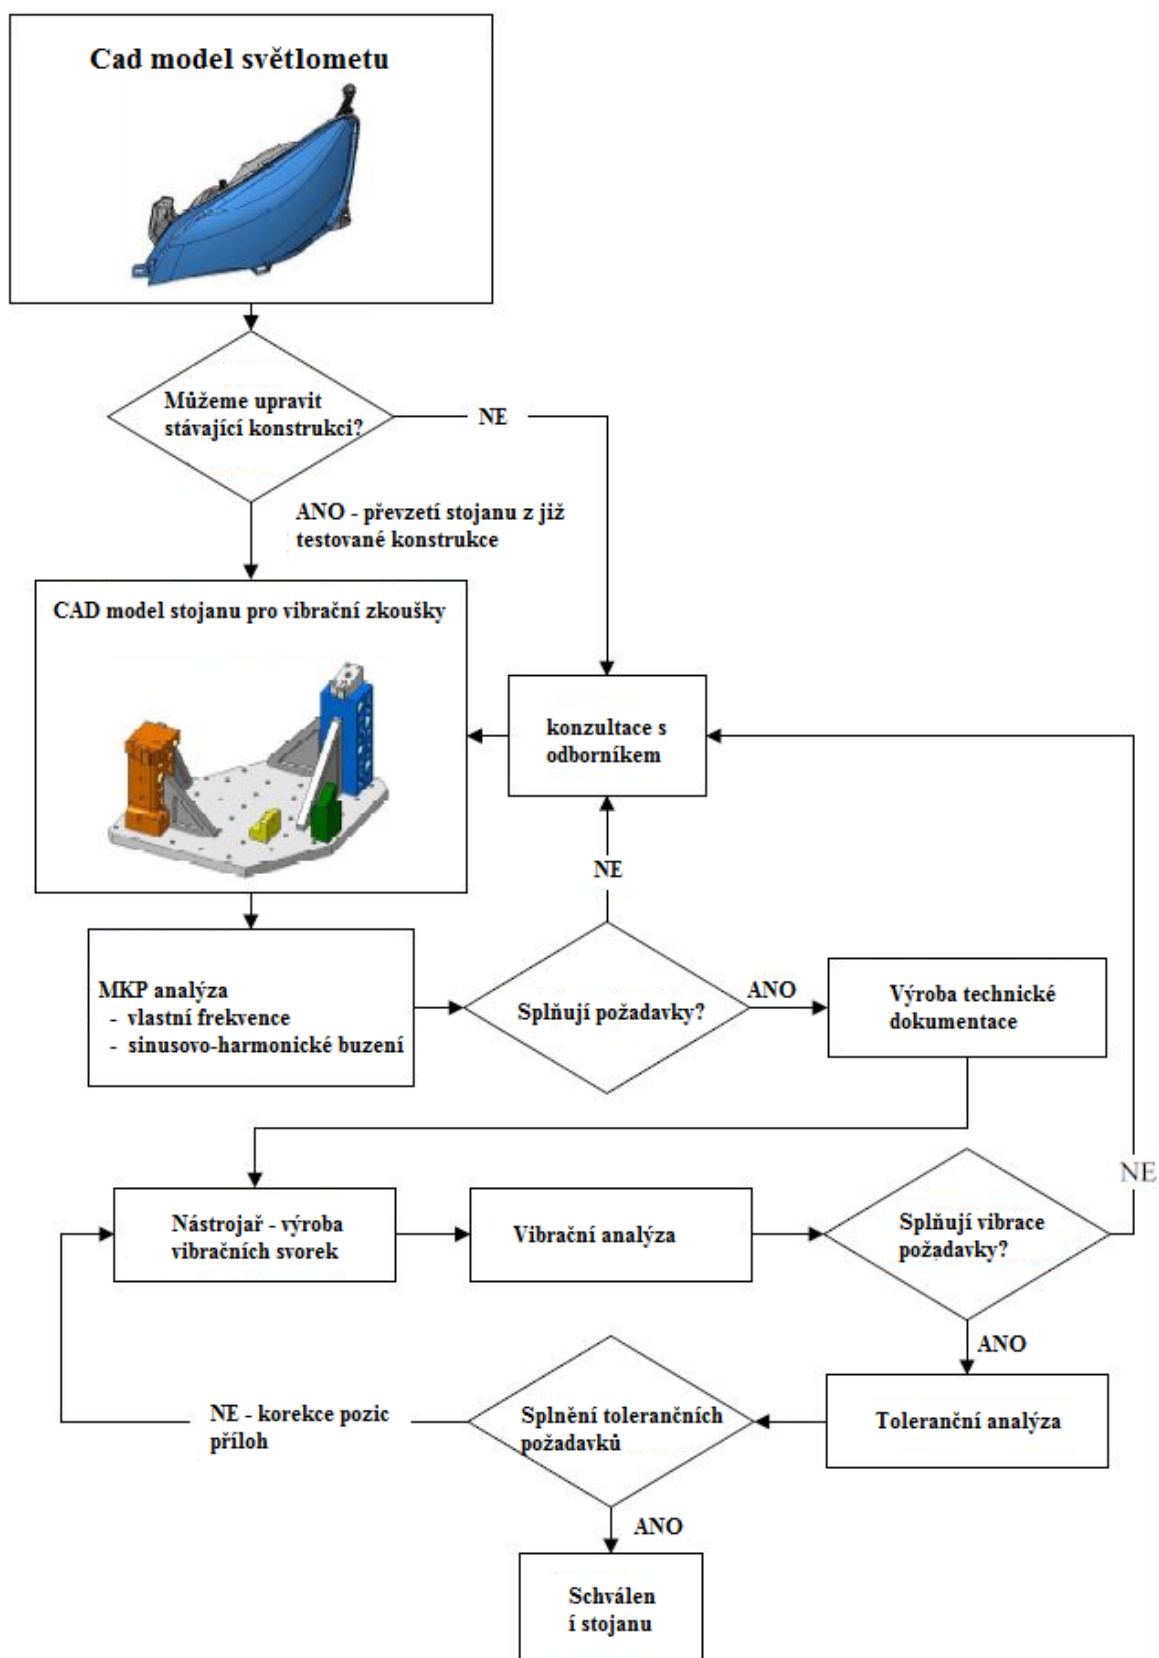 Cad model světlometu
Můžeme upravit
stávající konstrukci?
NE
ANO - převzetí stojanu z již
testované konstrukce
CAD model stojanu pro vibrační zkoušky
konzultace s
odborníkem
NE
MKP analýza
- vlastní frekvence
- sinusovo-harmonické buzení
Splňují požadavky?
ANO
Výroba technické
dokumentace
NE
Nástrojař - výroba
vibračních svorek
Vibrační analýza
Splňují vibrace
požadavky?
ANO
Toleranční analýza
Splnění tolerančních
požadavků
NE - korekce pozic
příloh
ANO
Schválen
í stojanu